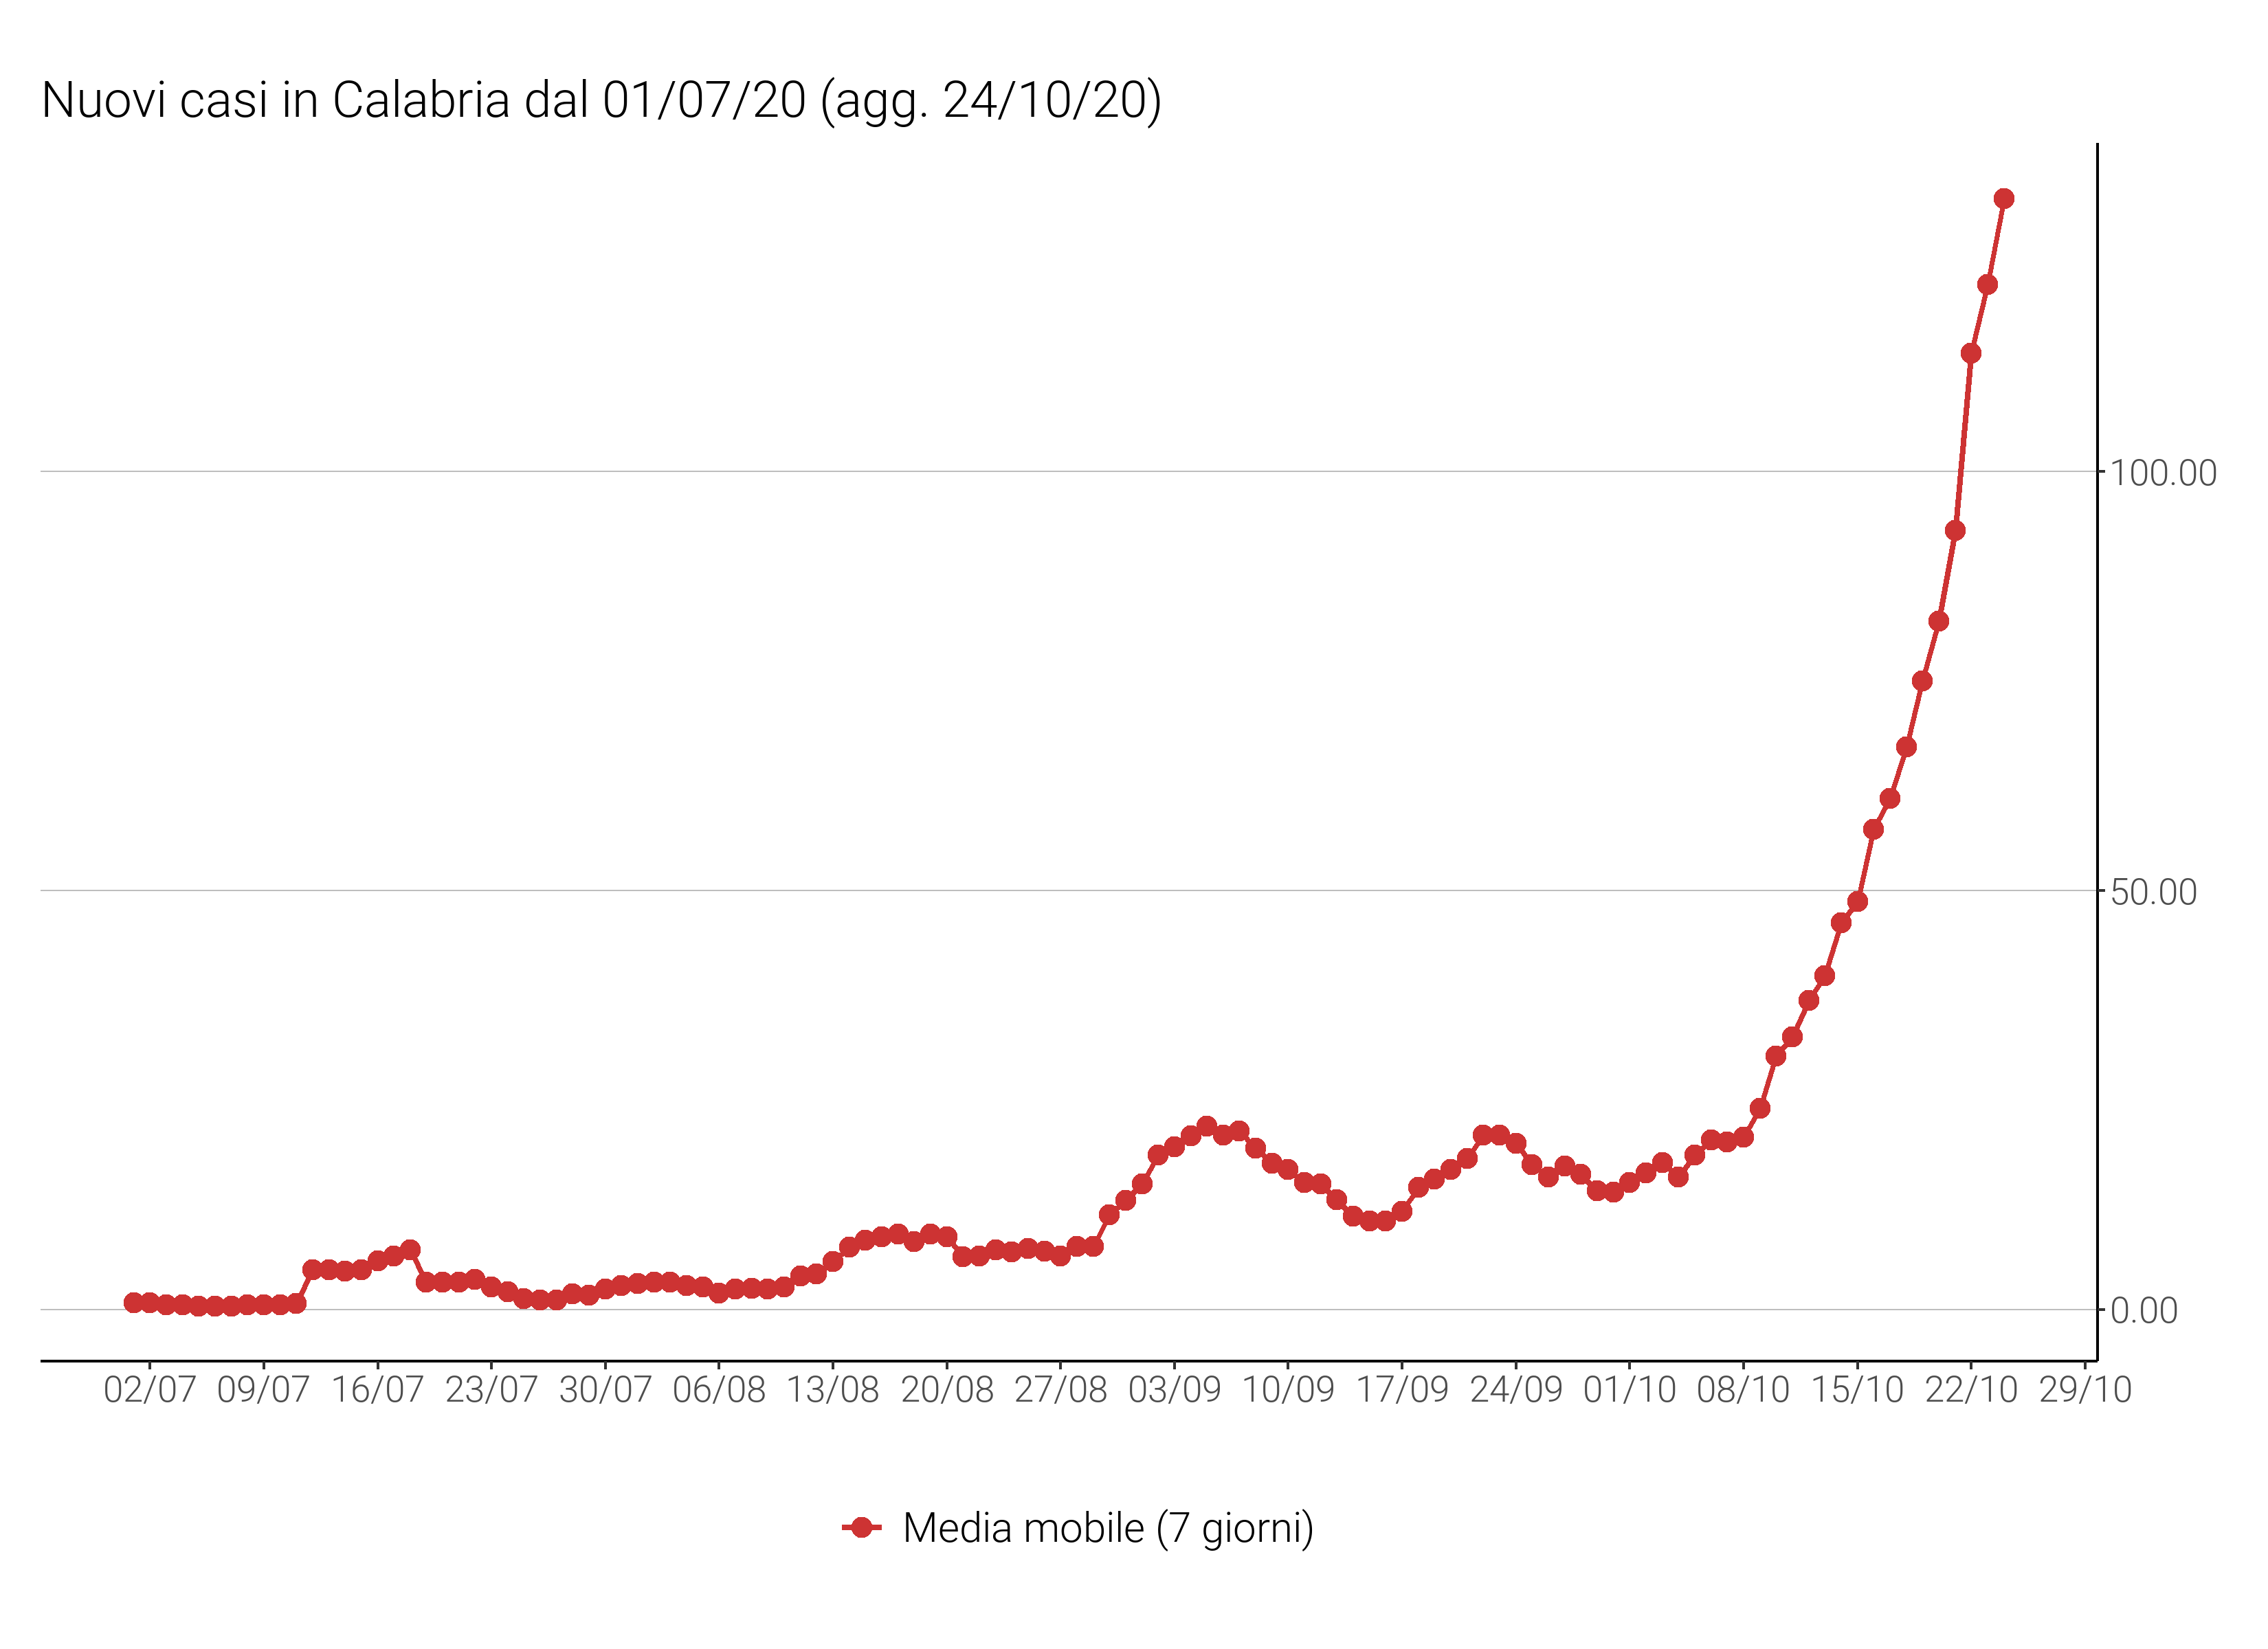 Nuovi casi in Calabria dal 01/07/20 (agg. 24/10/20)
100.00
50.00
0.00
02/07 09/07 16/07 23/07 30/07 06/08 13/08 20/08 27/08 03/09 10/09 17/09 24/09 01/10 08/10 15/10 22/10 29/10
Media mobile (7 giorni)